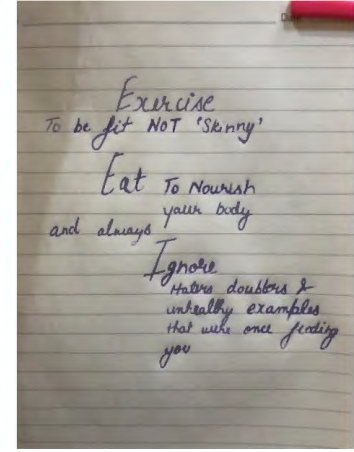 Date
Exercise
To be fit NOT 'Skinny'
Eat To Nourish
your body
and always
Ignore
Haters doubters &
unhealthy examples
that were once feeding
you